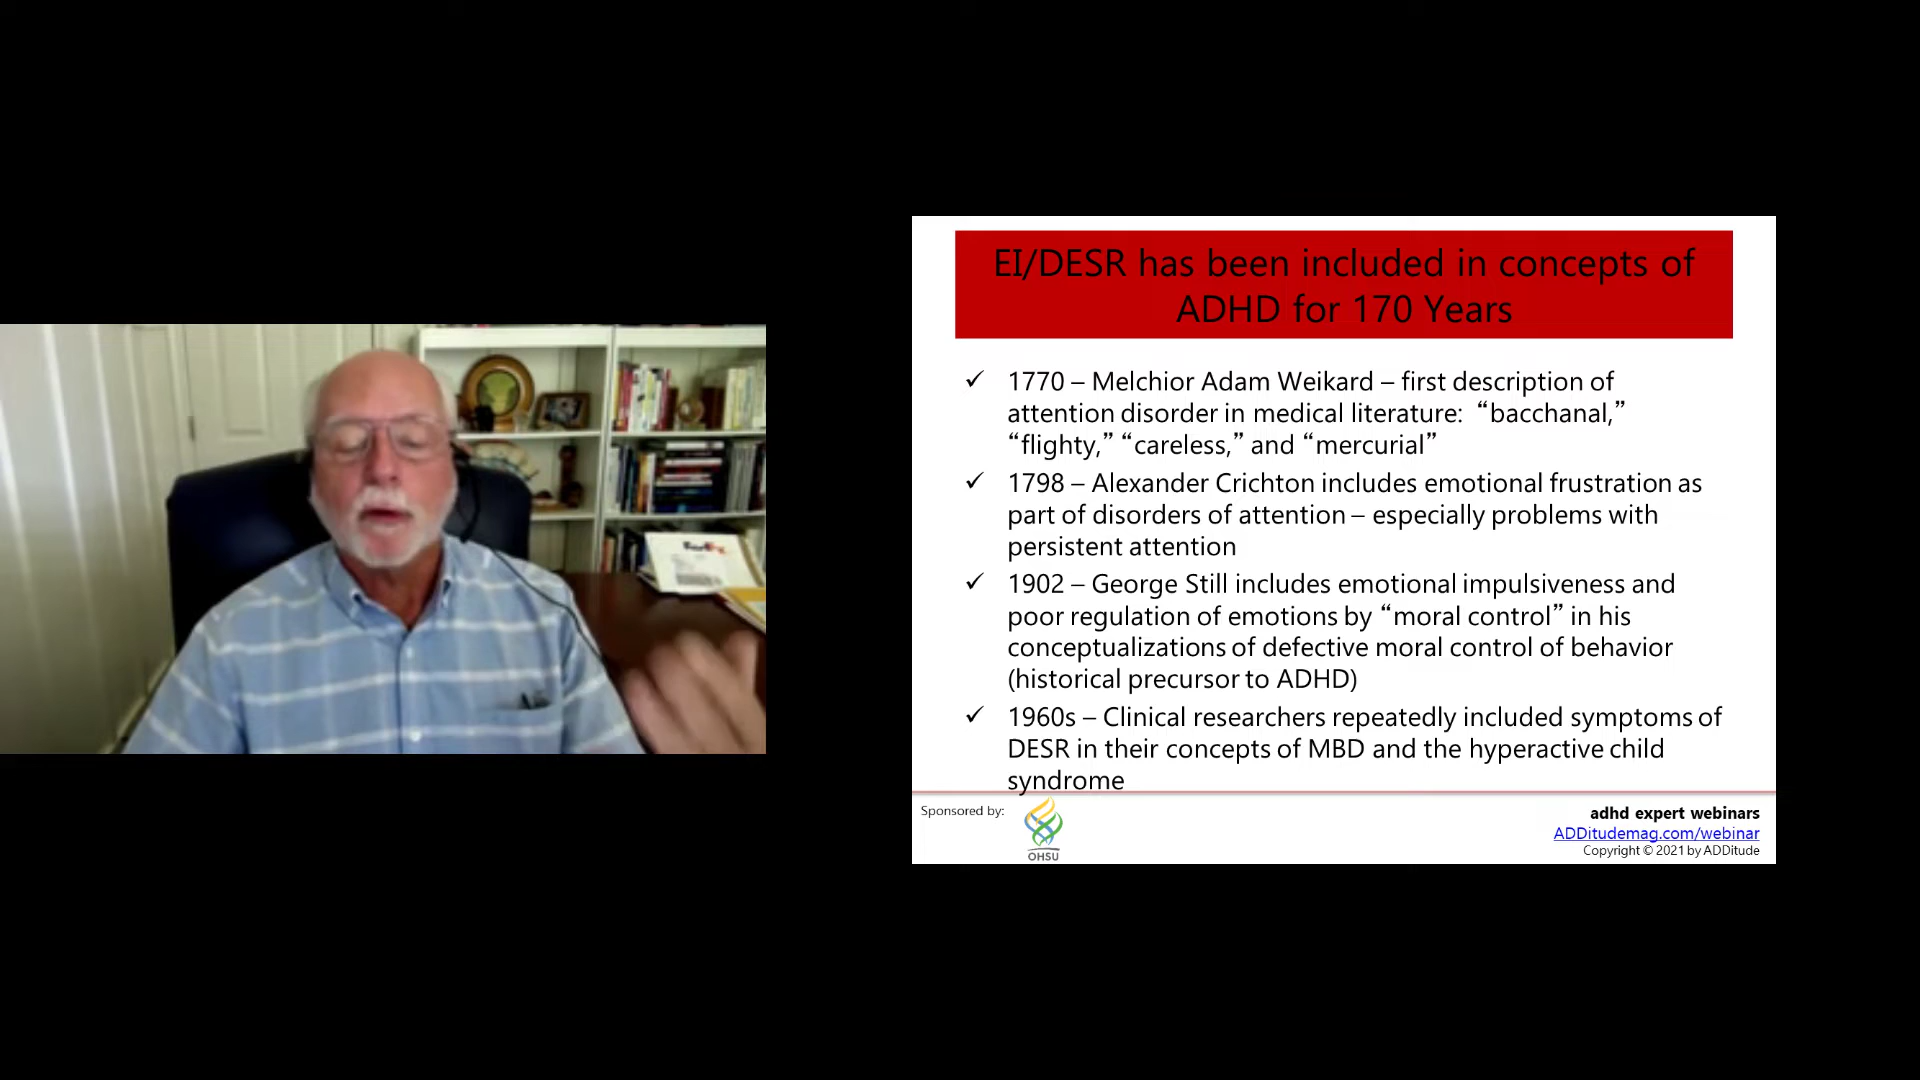 EI/DESR has been included in concepts of
ADHD for 170 Years
✓ 1770 – Melchior Adam Weikard – first description of
attention disorder in medical literature: “bacchanal,”
“flighty,” “careless,” and “mercurial”
✓ 1798 – Alexander Crichton includes emotional frustration as
part of disorders of attention – especially problems with
persistent attention
✓ 1902 – George Still includes emotional impulsiveness and
poor regulation of emotions by “moral control” in his
conceptualizations of defective moral control of behavior
(historical precursor to ADHD)
✓ 1960s – Clinical researchers repeatedly included symptoms of
DESR in their concepts of MBD and the hyperactive child
syndrome
Sponsored by:
OHSU
adhd expert webinars
ADDitudemag.com/webinar
Copyright © 2021 by ADDitude
FedEx